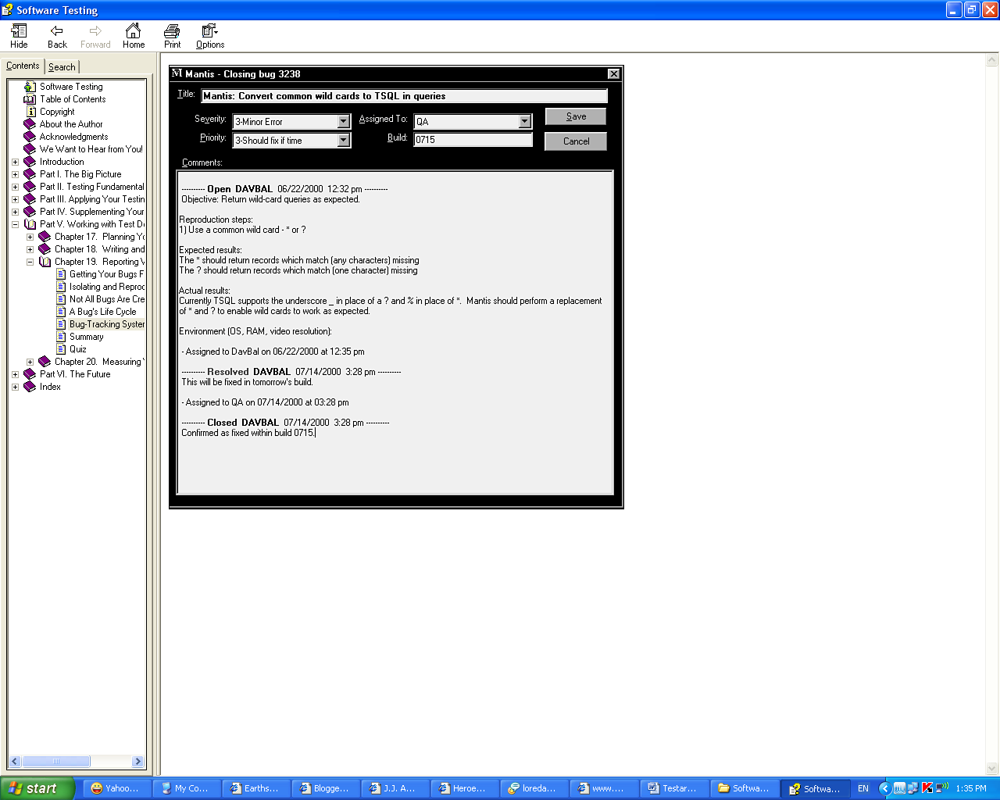 Software Testing
Hide Back Forward Home Print Options
Contents Search
Software Testing
Table of Contents
Copyright
About the Author
Acknowledgments
We Want to Hear from You!
Introduction
Part I. The Big Picture
Part II. Testing Fundamental
Part III. Applying Your Testin
Part IV. Supplementing Your
Part V. Working with Test Do
Chapter 17. Planning Yo
Chapter 18. Writing and
Chapter 19. Reporting W
Getting Your Bugs F
Isolating and Reproc
Not All Bugs Are Cre
A Bug's Life Cycle
Bug-Tracking System
Summary
Quiz
Chapter 20. Measuring
Part VI. The Future
Index
Mantis - Closing bug 3238
Title: Mantis: Convert common wild cards to TSQL in queries
Severity: 3-Minor Error Assigned To: QA Save
Priority: 3-Should fix if time Build: 0715 Cancel
Comments:
---------- Open DAVBAL 06/22/2000 12:32 pm ----------
Objective: Return wild-card queries as expected.
Reproduction steps:
1) Use a common wild card - * or ?
Expected results:
The * should return records which match (any characters) missing
The ? should return records which match (one character) missing
Actual results:
Currently TSQL supports the underscore _ in place of a ? and % in place of *. Mantis should perform a replacement
of * and ? to enable wild cards to work as expected.
Environment (OS, RAM, video resolution):
- Assigned to DavBal on 06/22/2000 at 12:35 pm
---------- Resolved DAVBAL 07/14/2000 3:28 pm ----------
This will be fixed in tomorrow's build.
- Assigned to QA on 07/14/2000 at 03:28 pm
---------- Closed DAVBAL 07/14/2000 3:28 pm ----------
Confirmed as fixed within build 0715.
start Yahoo... My Co... Earths... Blogge... J.J. A... Heroe... loreda... www.... Testar... Softwa... Softwa... EN 1:35 PM